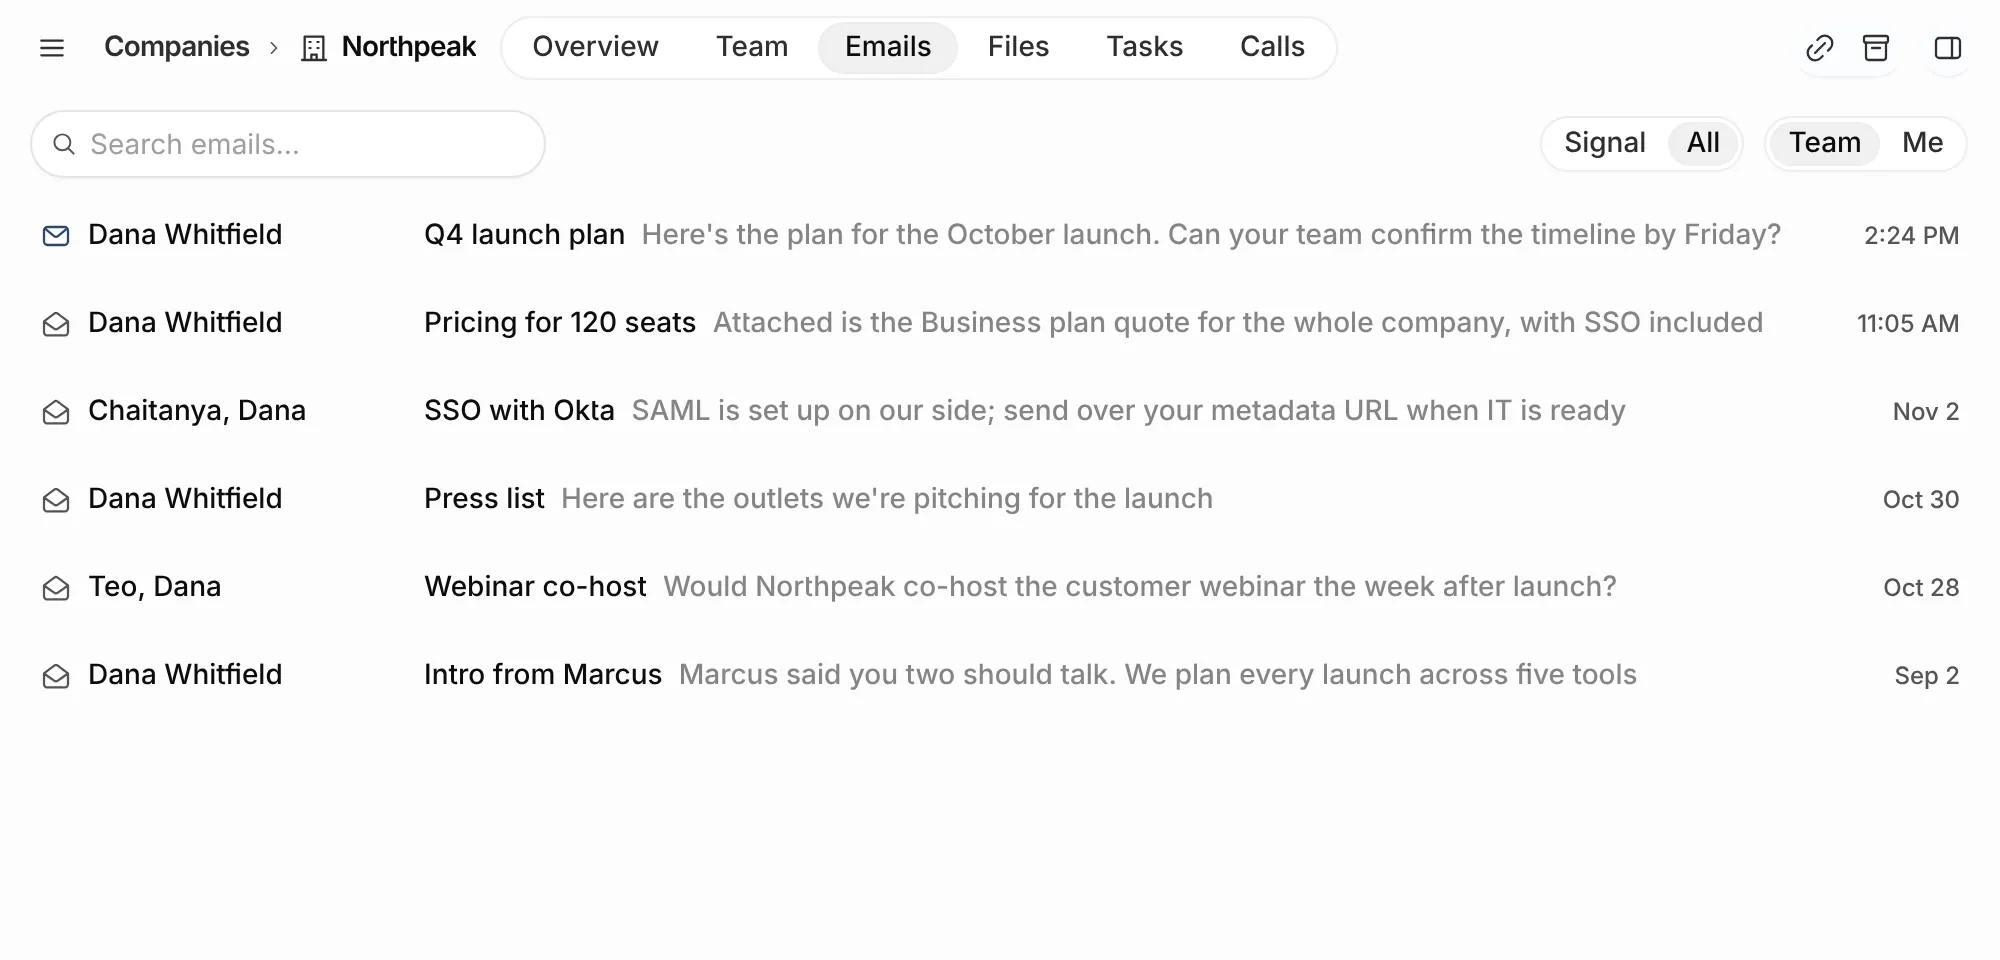 Companies › Northpeak Overview Team Emails Files Tasks Calls
Search emails... Signal All Team Me
Dana Whitfield Q4 launch plan Here's the plan for the October launch. Can your team confirm the timeline by Friday? 2:24 PM
Dana Whitfield Pricing for 120 seats Attached is the Business plan quote for the whole company, with SSO included 11:05 AM
Chaitanya, Dana SSO with Okta SAML is set up on our side; send over your metadata URL when IT is ready Nov 2
Dana Whitfield Press list Here are the outlets we're pitching for the launch Oct 30
Teo, Dana Webinar co-host Would Northpeak co-host the customer webinar the week after launch? Oct 28
Dana Whitfield Intro from Marcus Marcus said you two should talk. We plan every launch across five tools Sep 2